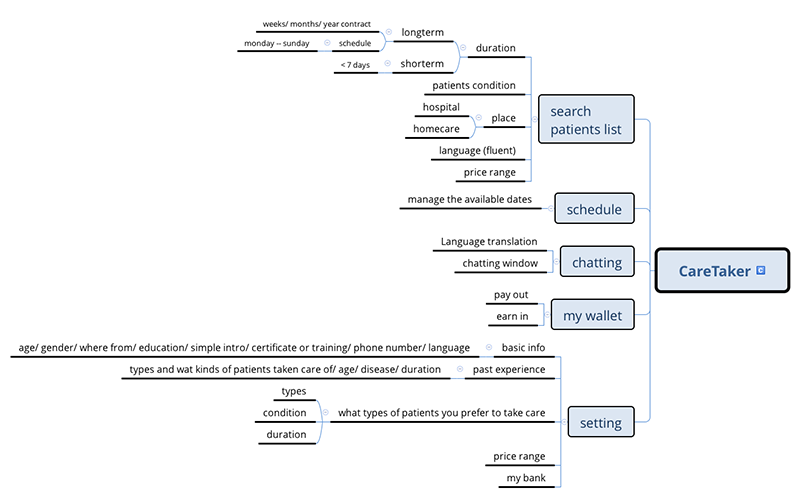 weeks/ months/ year contract
longterm
monday -- sunday
schedule
duration
< 7 days
shorterm
patients condition
hospital
place
homecare
language (fluent)
price range
search
patients list
manage the available dates
schedule
Language translation
chatting window
chatting
CareTaker
pay out
earn in
my wallet
age/ gender/ where from/ education/ simple intro/ certificate or training/ phone number/ language
basic info
types and wat kinds of patients taken care of/ age/ disease/ duration
past experience
types
condition
duration
what types of patients you prefer to take care
setting
price range
my bank